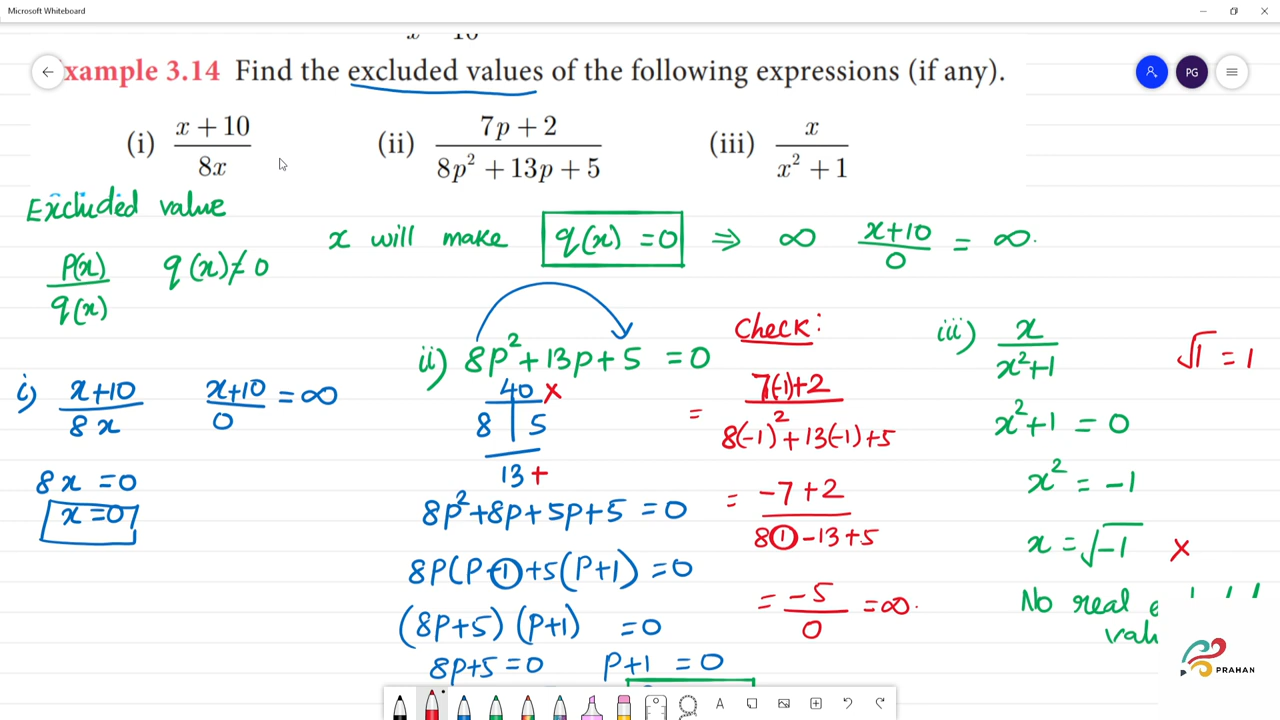 Microsoft Whiteboard
xample 3.14 Find the excluded values of the following expressions (if any).
PG
(i) x + 10 / 8x (ii) 7p + 2 / 8p² + 13p + 5 (iii) x / x² + 1
Excluded value
x will make q(x) = 0 ⇒ ∞ x+10 / 0 = ∞.
P(x) / q(x) q(x) ≠ 0
i) x+10 / 8x x+10 / 0 = ∞
8x = 0
x = 0
ii) 8p² + 13p + 5 = 0
40 ×
8 | 5
13 +
8p² + 8p + 5p + 5 = 0
8p(p+1) + 5(p+1) = 0
(8p+5) (p+1) = 0
8p+5 = 0 p+1 = 0
Check:
= 7(-1)+2 / 8(-1)² + 13(-1) + 5
= -7+2 / 8(1) - 13 + 5
= -5 / 0 = ∞.
iii) x / x²+1
√1 = 1
x²+1 = 0
x² = -1
x = √-1 ×
No real
PRAHAN